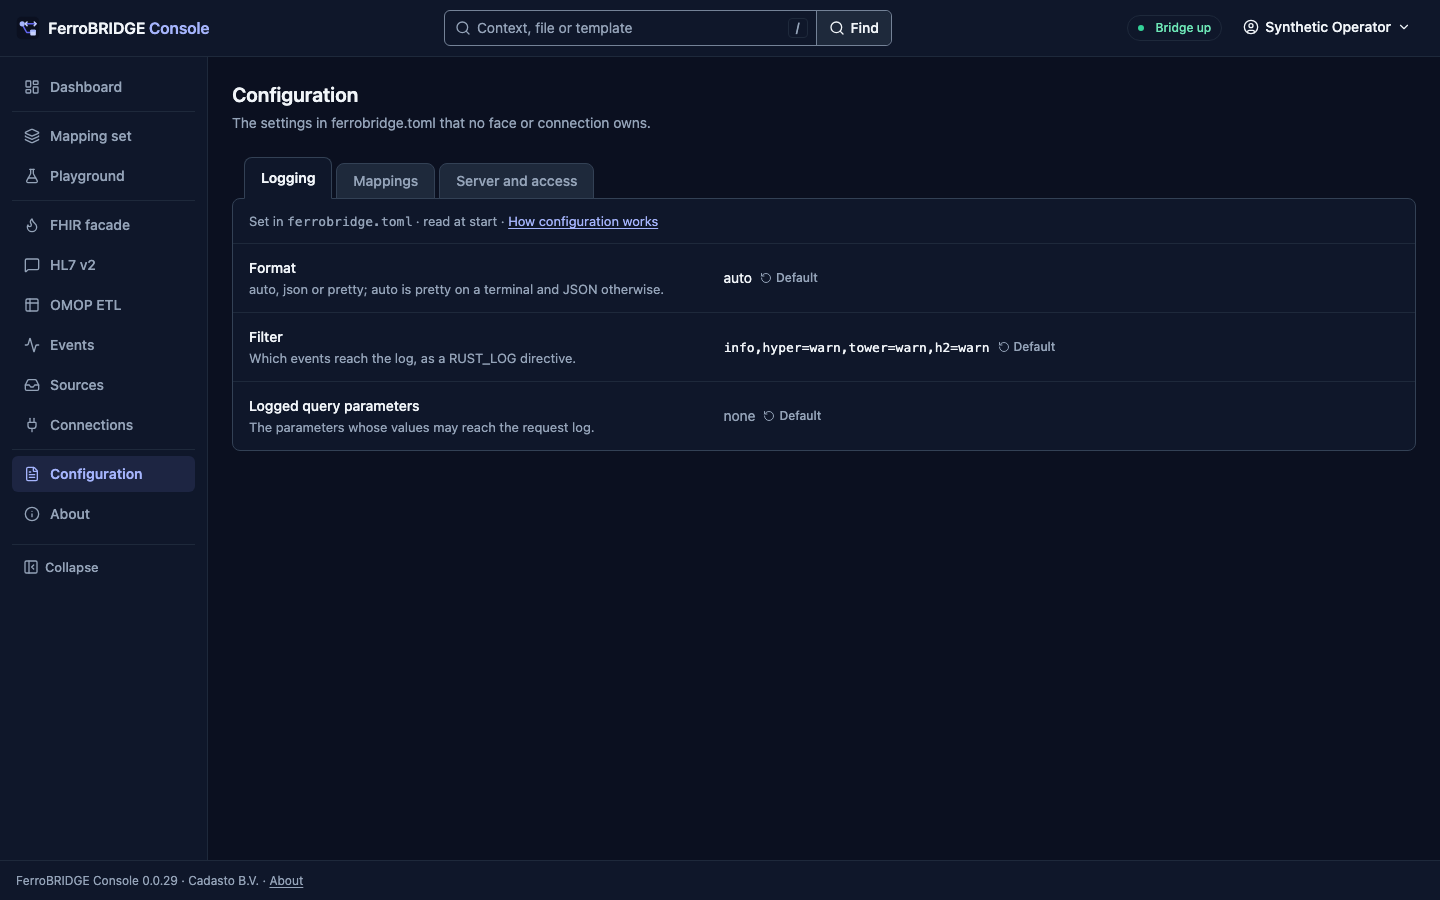 FerroBRIDGE Console
Context, file or template
/
Find
Bridge up
Synthetic Operator
Dashboard
Mapping set
Playground
FHIR facade
HL7 v2
OMOP ETL
Events
Sources
Connections
Configuration
About
Collapse
Configuration
The settings in ferrobridge.toml that no face or connection owns.
Logging
Mappings
Server and access
Set in ferrobridge.toml · read at start · How configuration works
Format
auto, json or pretty; auto is pretty on a terminal and JSON otherwise.
auto Default
Filter
Which events reach the log, as a RUST_LOG directive.
info,hyper=warn,tower=warn,h2=warn Default
Logged query parameters
The parameters whose values may reach the request log.
none Default
FerroBRIDGE Console 0.0.29 · Cadasto B.V. · About